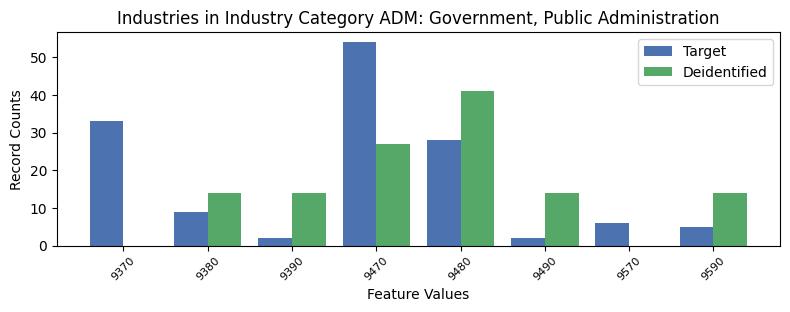 Industries in Industry Category ADM: Government, Public Administration
Target
Deidentified
Record Counts
50
40
30
20
10
0
9370 9380 9390 9470 9480 9490 9570 9590
Feature Values